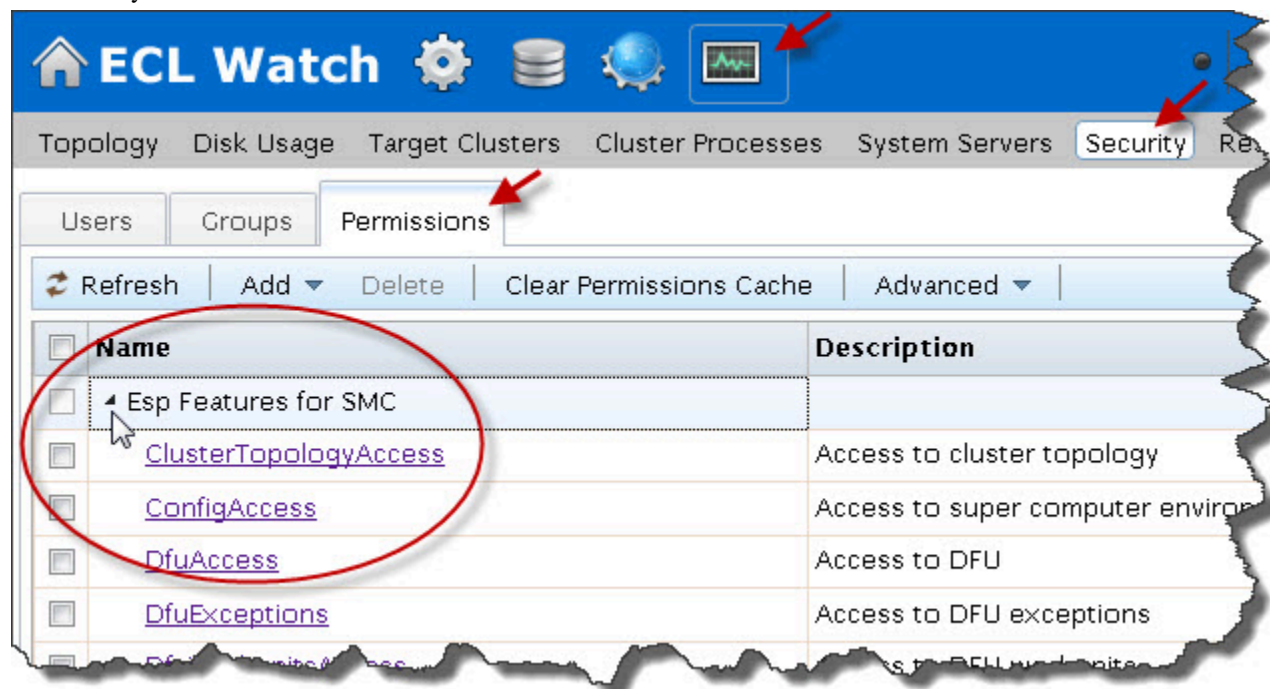 ECL Watch
Topology Disk Usage Target Clusters Cluster Processes System Servers Security
Users Groups Permissions
Refresh Add Delete Clear Permissions Cache Advanced
Name Description
Esp Features for SMC
ClusterTopologyAccess Access to cluster topology
ConfigAccess Access to super computer
DfuAccess Access to DFU
DfuExceptions Access to DFU exceptions